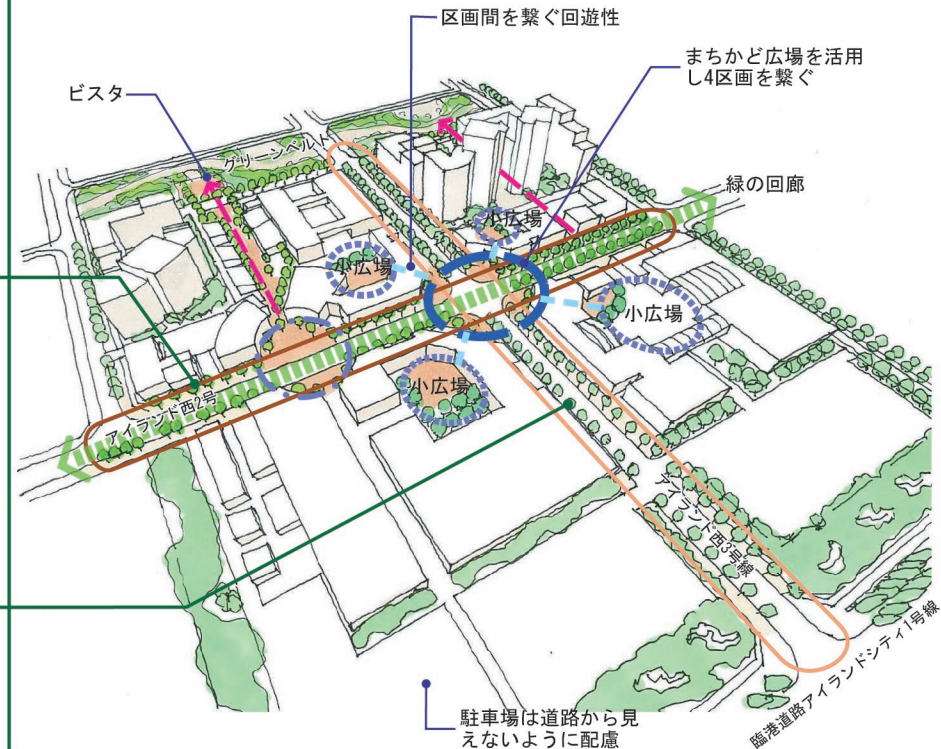 区画間を繋ぐ回遊性
まちかど広場を活用
し4区画を繋ぐ
ビスタ
グリーンベルト
緑の回廊
小広場
小広場
小広場
小広場
アイランド西2号
アイランド西3号線
臨港道路アイランドシティ1号線
駐車場は道路から見
えないように配慮